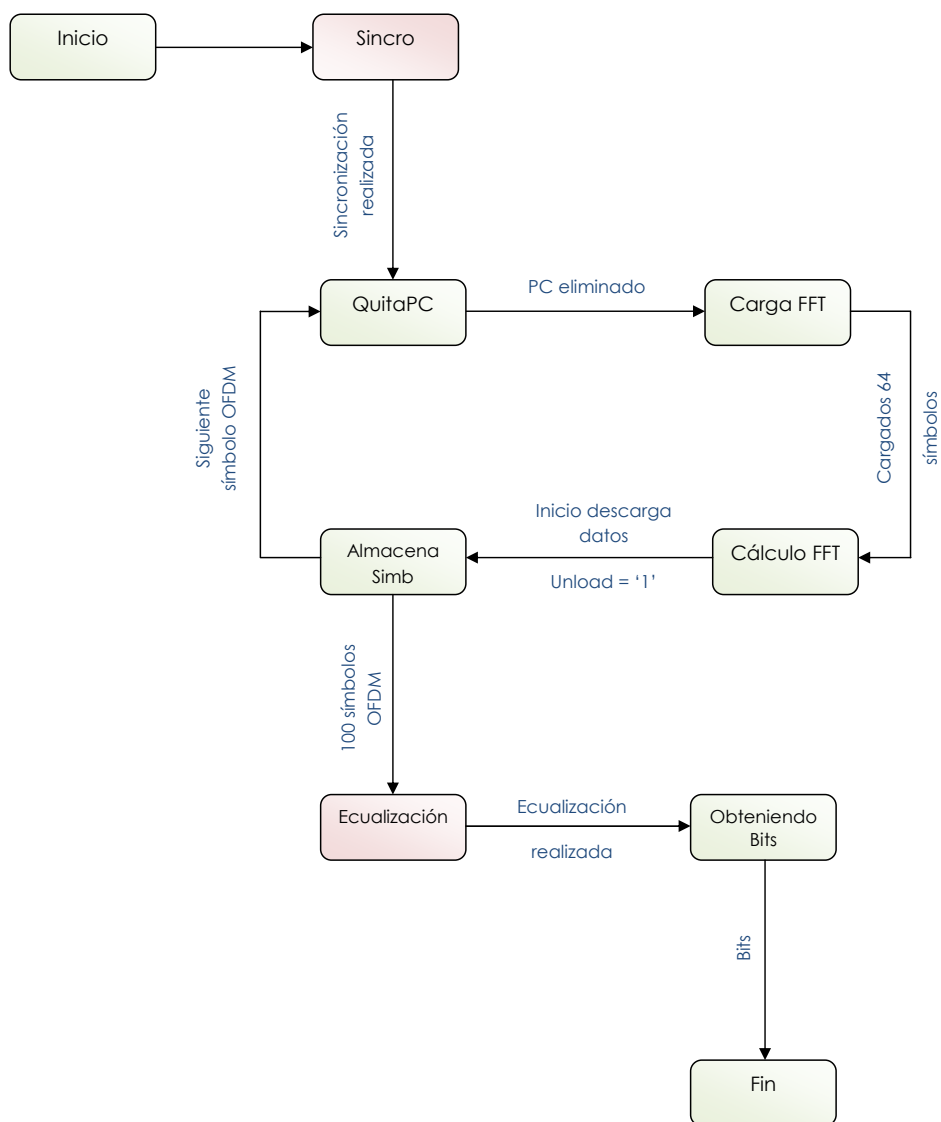 Inicio
Sincro
Sincronización
realizada
QuitaPC
PC eliminado
Carga FFT
Siguiente
símbolo OFDM
Cargados 64
símbolos
Inicio descarga
datos
Almacena
Simb
Cálculo FFT
Unload = ‘1’
100 símbolos
OFDM
Ecualización
Ecualización
realizada
Obteniendo
Bits
Bits
Fin